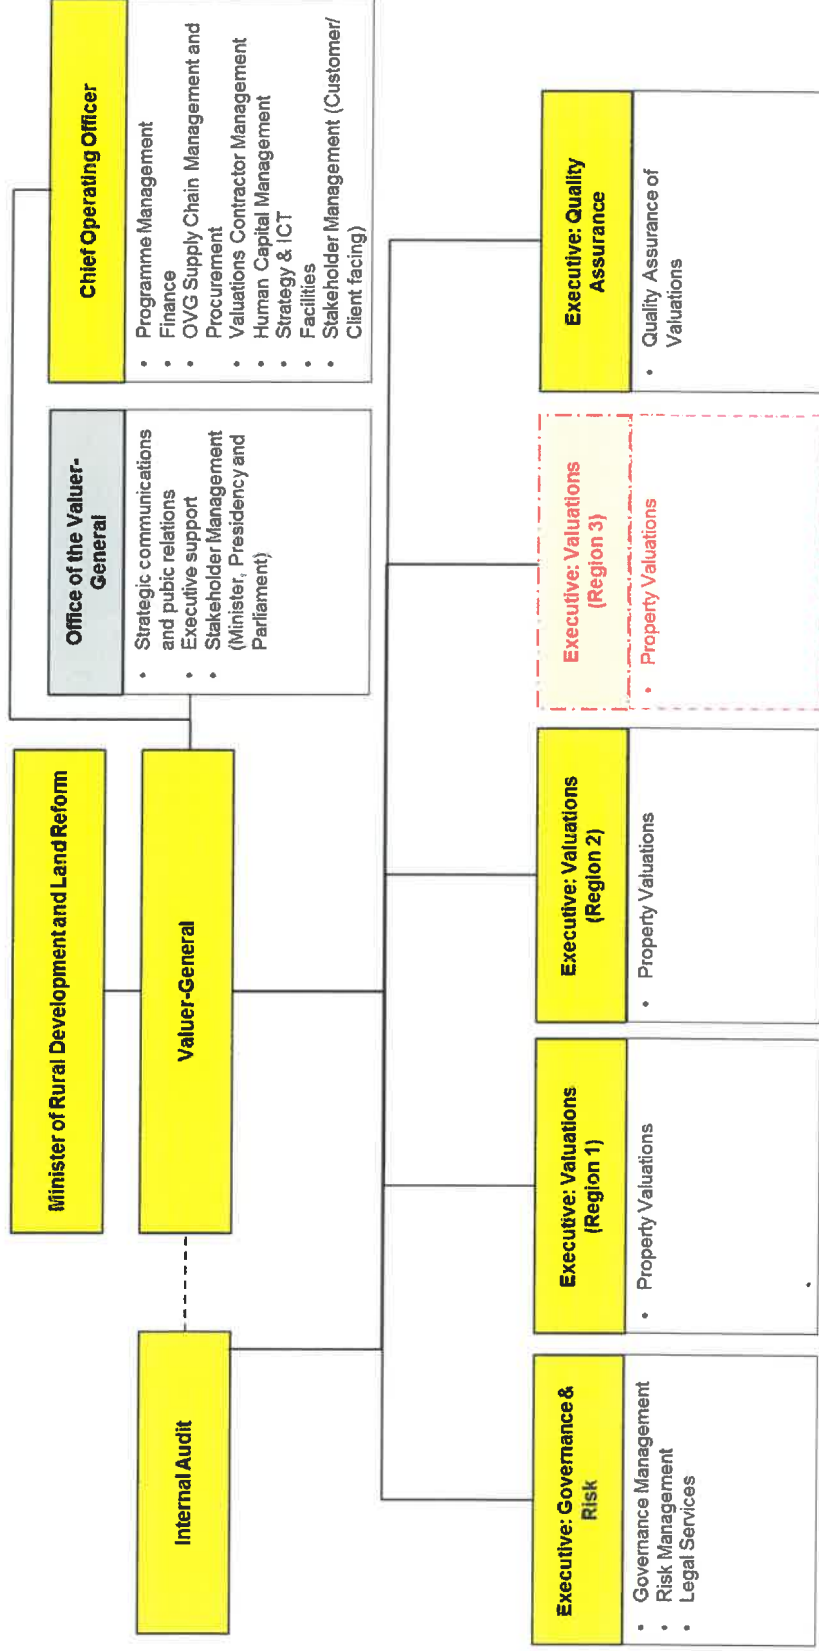 Minister of Rural Development and Land Reform
Internal Audit
Valuer-General
Office of the Valuer-
General
• Strategic communications
and pubic relations
• Executive support
• Stakeholder Management
(Minister, Presidency and
Parliament)
Chief Operating Officer
• Programme Management
• Finance
• OVG Supply Chain Management and
Procurement
• Valuations Contractor Management
• Human Capital Management
• Strategy & ICT
• Facilities
• Stakeholder Management (Customer/
Client facing)
Executive: Governance &
Risk
• Governance Management
• Risk Management
• Legal Services
Executive: Valuations
(Region 1)
• Property Valuations
Executive: Valuations
(Region 2)
• Property Valuations
Executive: Valuations
(Region 3)
• Property Valuations
Executive: Quality
Assurance
• Quality Assurance of
Valuations